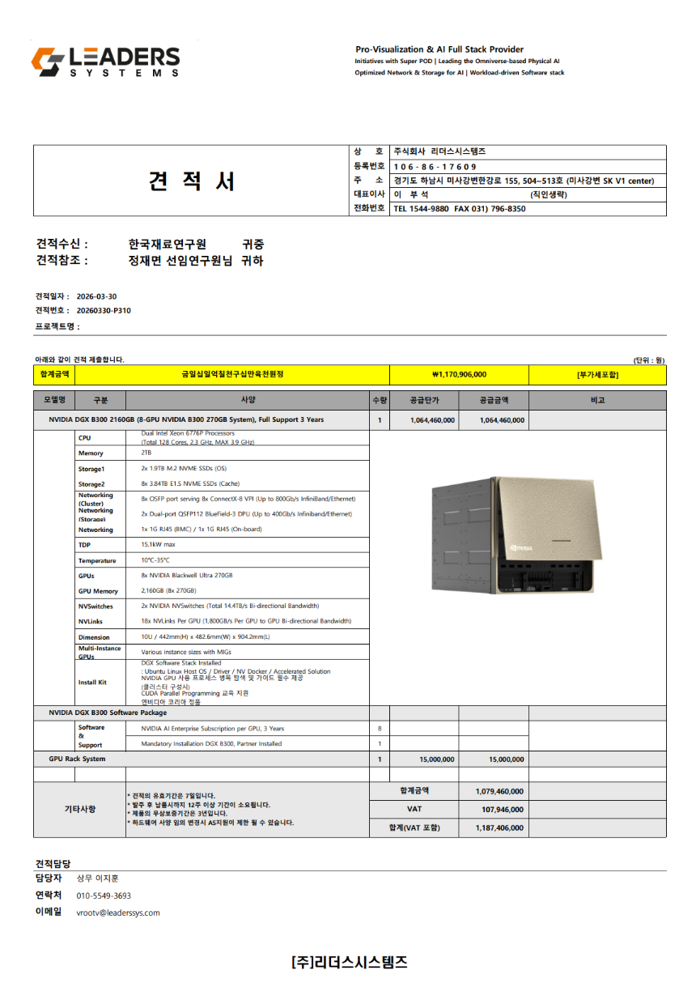 LEADERS
SYSTEMS
Pro-Visualization & AI Full Stack Provider
Initiatives with Super POD | Leading the Omniverse-based Physical AI
Optimized Network & Storage for AI | Workload-driven Software stack
견 적 서
상 호 주식회사 리더스시스템즈
등록번호 1 0 6 - 8 6 - 1 7 6 0 9
주 소 경기도 하남시 미사강변한강로 155, 504~513호 (미사강변 SK V1 center)
대표이사 이 부 석 (직인생략)
전화번호 TEL 1544-9880 FAX 031) 796-8350
견적수신 : 한국재료연구원 귀중
견적참조 : 정재면 선임연구원님 귀하
견적일자 : 2026-03-30
견적번호 : 20260330-P310
프로젝트명 :
아래와 같이 견적 제출합니다. (단위 : 원)
합계금액 금일십일억칠천구십만육천원정 ₩1,170,906,000 [부가세포함]
모델명 구분 사양 수량 공급단가 공급금액 비고
NVIDIA DGX B300 2160GB (8-GPU NVIDIA B300 270GB System), Full Support 3 Years 1 1,064,460,000 1,064,460,000
CPU Dual Intel Xeon 6776P Processors
(Total 128 Cores, 2.3 GHz, MAX 3.9 GHz)
Memory 2TB
Storage1 2x 1.9TB M.2 NVME SSDs (OS)
Storage2 8x 3.84TB E1.S NVME SSDs (Cache)
Networking
(Cluster) 8x OSFP port serving 8x ConnectX-8 VPI (Up to 800Gb/s InfiniBand/Ethernet)
Networking
(Storage) 2x Dual-port QSFP112 BlueField-3 DPU (Up to 400Gb/s Infiniband/Ethernet)
Networking 1x 1G RJ45 (BMC) / 1x 1G RJ45 (On-board)
TDP 15.1kW max
Temperature 10°C-35°C
GPUs 8x NVIDIA Blackwell Ultra 270GB
GPU Memory 2,160GB (8x 270GB)
NVSwitches 2x NVIDIA NVSwitches (Total 14.4TB/s Bi-directional Bandwidth)
NVLinks 18x NVLinks Per GPU (1,800GB/s Per GPU to GPU Bi-directional Bandwidth)
Dimension 10U / 442mm(H) x 482.6mm(W) x 904.2mm(L)
Multi-Instance
GPUs Various instance sizes with MIGs
Install Kit DGX Software Stack Installed
: Ubuntu Linux Host OS / Driver / NV Docker / Accelerated Solution
NVIDIA GPU 사용 프로세스 병목 탐색 및 가이드 필수 제공
(클러스터 구성시)
CUDA Parallel Programming 교육 지원
엔비디아 코리아 정품
NVIDIA
NVIDIA DGX B300 Software Package
Software
&
Support
NVIDIA AI Enterprise Subscription per GPU, 3 Years 8
Mandatory Installation DGX B300, Partner Installed 1
GPU Rack System 1 15,000,000 15,000,000
기타사항
* 견적의 유효기간은 7일입니다.
* 발주 후 납품시까지 12주 이상 기간이 소요됩니다.
* 제품의 무상보증기간은 3년입니다.
* 하드웨어 사양 임의 변경시 AS지원이 제한 될 수 있습니다.
합계금액 1,079,460,000
VAT 107,946,000
합계(VAT 포함) 1,187,406,000
견적담당
담당자 상무 이지훈
연락처 010-5549-3693
이메일 vrootv@leaderssys.com
[주]리더스시스템즈